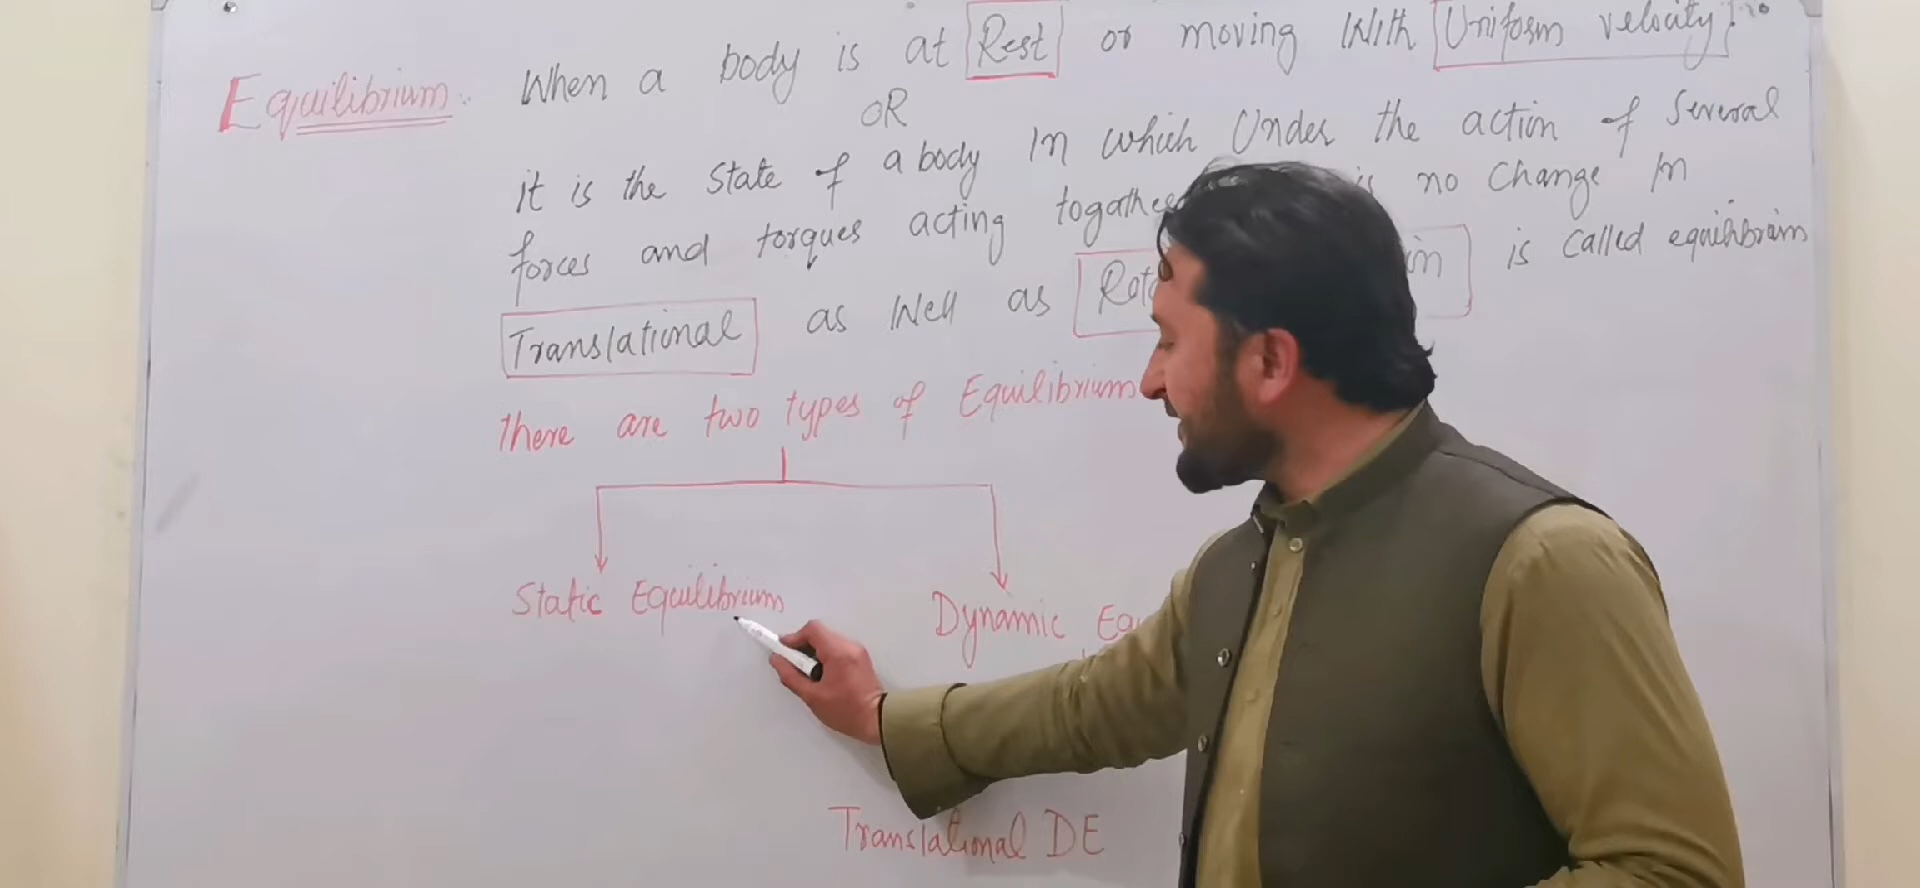 Equilibrium: When a body is at Rest or moving With Uniform velocity
OR
it is the State of a body In which Under the action of Several
forces and torques acting togather is no Change In
Translational as Well as is called equilibrium
there are two types of Equilibrium
Static Equilibrium Dynamic
Translational DE